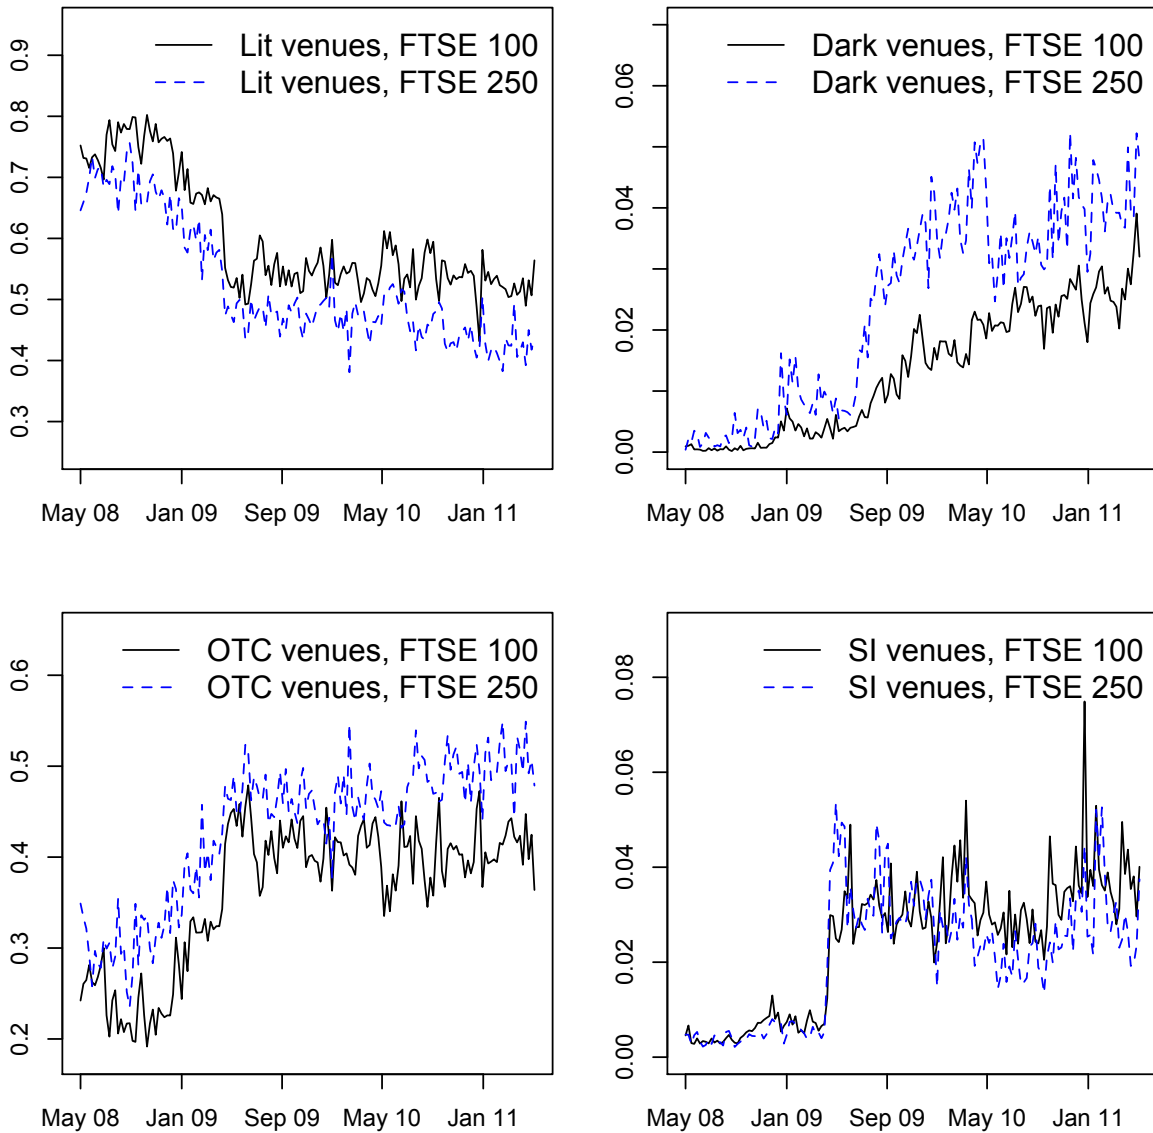 Lit venues, FTSE 100
Lit venues, FTSE 250
0.9
0.8
0.7
0.6
0.5
0.4
0.3
May 08 Jan 09 Sep 09 May 10 Jan 11
Dark venues, FTSE 100
Dark venues, FTSE 250
0.06
0.04
0.02
0.00
May 08 Jan 09 Sep 09 May 10 Jan 11
OTC venues, FTSE 100
OTC venues, FTSE 250
0.6
0.5
0.4
0.3
0.2
May 08 Jan 09 Sep 09 May 10 Jan 11
SI venues, FTSE 100
SI venues, FTSE 250
0.08
0.06
0.04
0.02
0.00
May 08 Jan 09 Sep 09 May 10 Jan 11